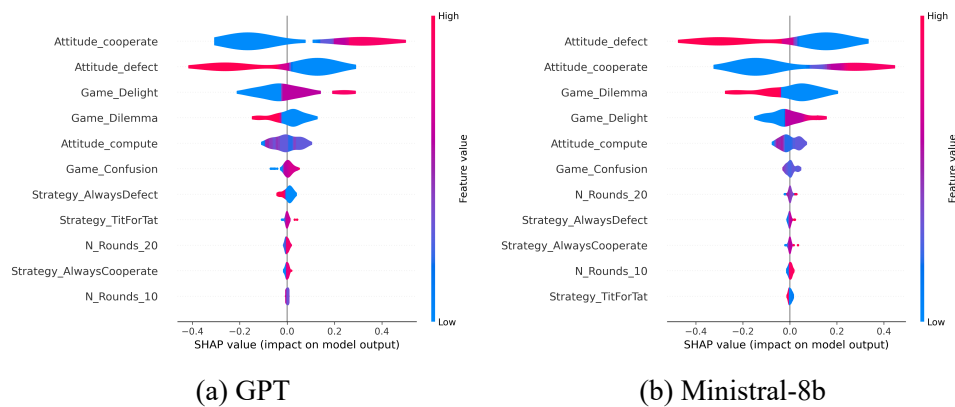 High
Attitude_cooperate
Attitude_defect
Game_Delight
Game_Dilemma
Attitude_compute
Game_Confusion
Strategy_AlwaysDefect
Strategy_TitForTat
N_Rounds_20
Strategy_AlwaysCooperate
N_Rounds_10
Feature value
Low
−0.4 −0.2 0.0 0.2 0.4
SHAP value (impact on model output)
(a) GPT
High
Attitude_defect
Attitude_cooperate
Game_Dilemma
Game_Delight
Attitude_compute
Game_Confusion
N_Rounds_20
Strategy_AlwaysDefect
Strategy_AlwaysCooperate
N_Rounds_10
Strategy_TitForTat
Feature value
Low
−0.4 −0.2 0.0 0.2 0.4
SHAP value (impact on model output)
(b) Ministral-8b